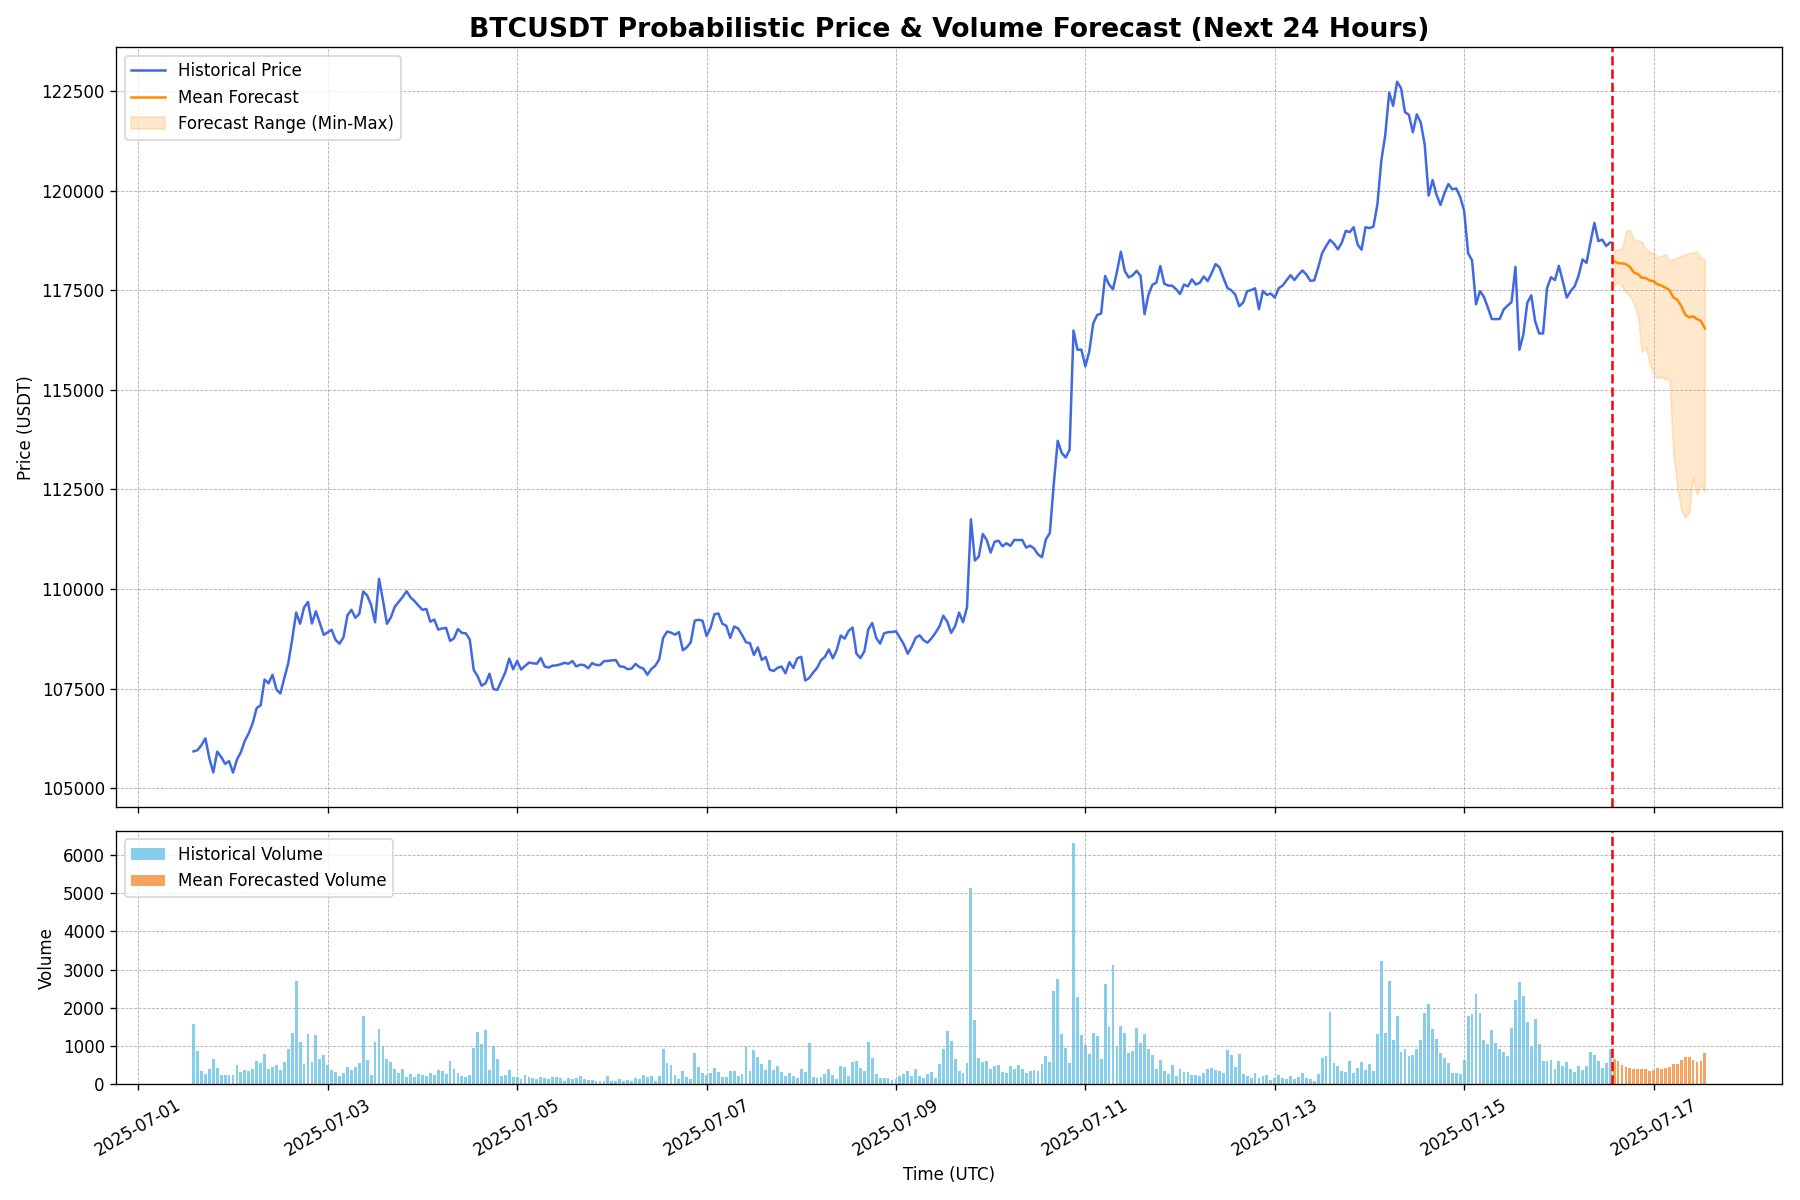 BTCUSDT Probabilistic Price & Volume Forecast (Next 24 Hours)
Historical Price
Mean Forecast
Forecast Range (Min-Max)
122500
120000
117500
115000
112500
110000
107500
105000
Price (USDT)
Historical Volume
Mean Forecasted Volume
6000
5000
4000
3000
2000
1000
0
Volume
2025-07-01
2025-07-03
2025-07-05
2025-07-07
2025-07-09
2025-07-11
2025-07-13
2025-07-15
2025-07-17
Time (UTC)